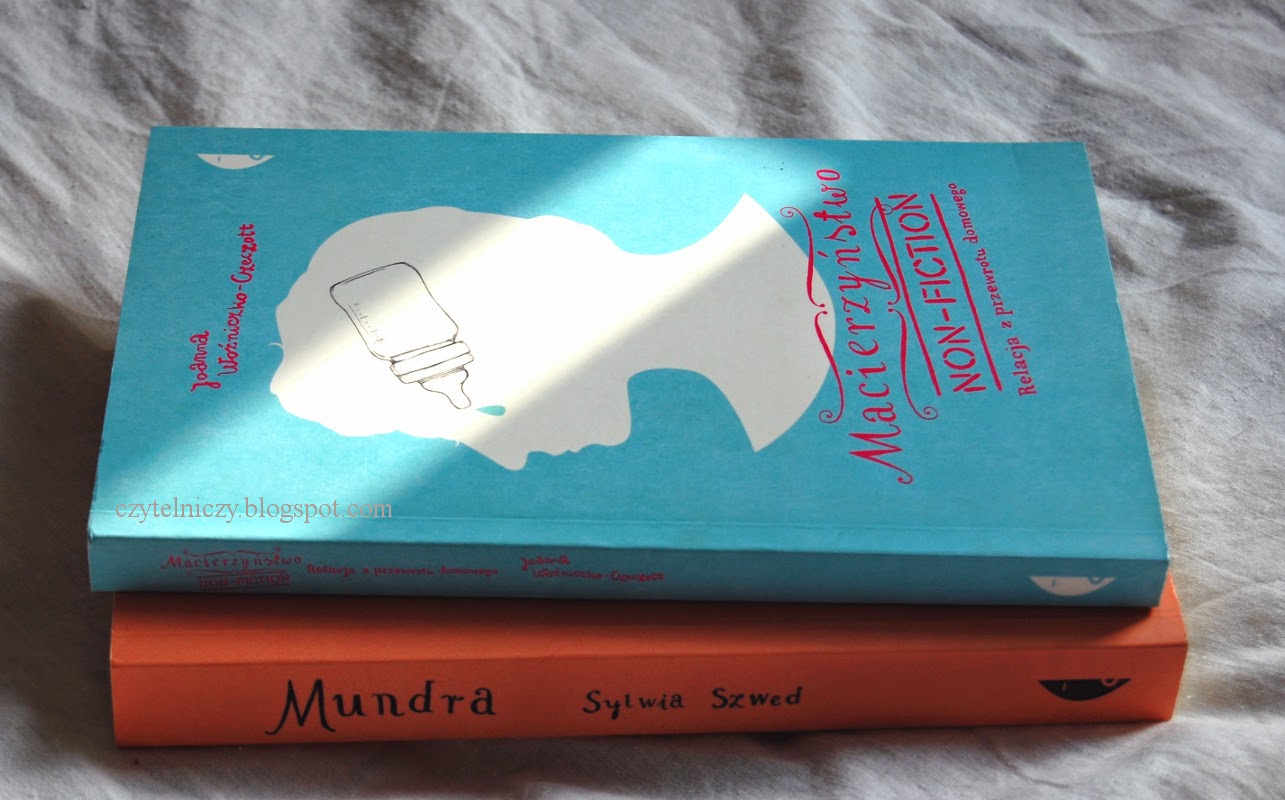 Joanna
Woźniczko-Czeczott
Macierzyństwo
NON-FICTION
Relacja z przewrotu domowego
czytelniczy.blogspot.com
Macierzyństwo
NON-FICTION
Relacja z przewrotu domowego
Joanna
Woźniczko-Czeczott
Mundra Sylwia Szwed